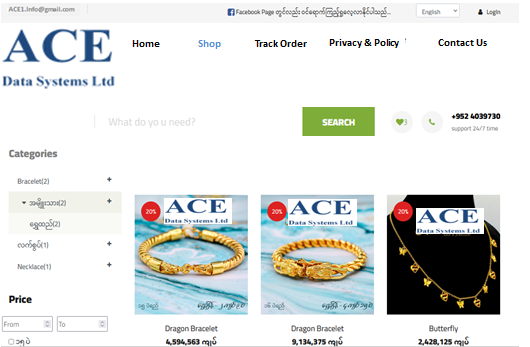 ACE1.Info@gmail.com
Facebook Page တွင်လည်း ဝင်ရောက်ကြည့်ရှုလေ့လာနိုင်ပါသည်...
English
Login
ACE
Data Systems Ltd
Home
Shop
Track Order
Privacy & Policy
Contact Us
What do yo u need?
SEARCH
3
+952 4039730
support 24/7 time
Categories
Bracelet(2)
အမျိုးသား(2)
ရွှေထည်(2)
လက်စွပ်(1)
Necklace(1)
Price
From
To
၁၅ ပဲ
20%
ACE
Data Systems Ltd
Dragon Bracelet
4,594,563 ကျပ်
20%
ACE
Data Systems Ltd
Dragon Bracelet
9,134,375 ကျပ်
20%
ACE
Data Systems Ltd
Butterfly
2,428,125 ကျပ်